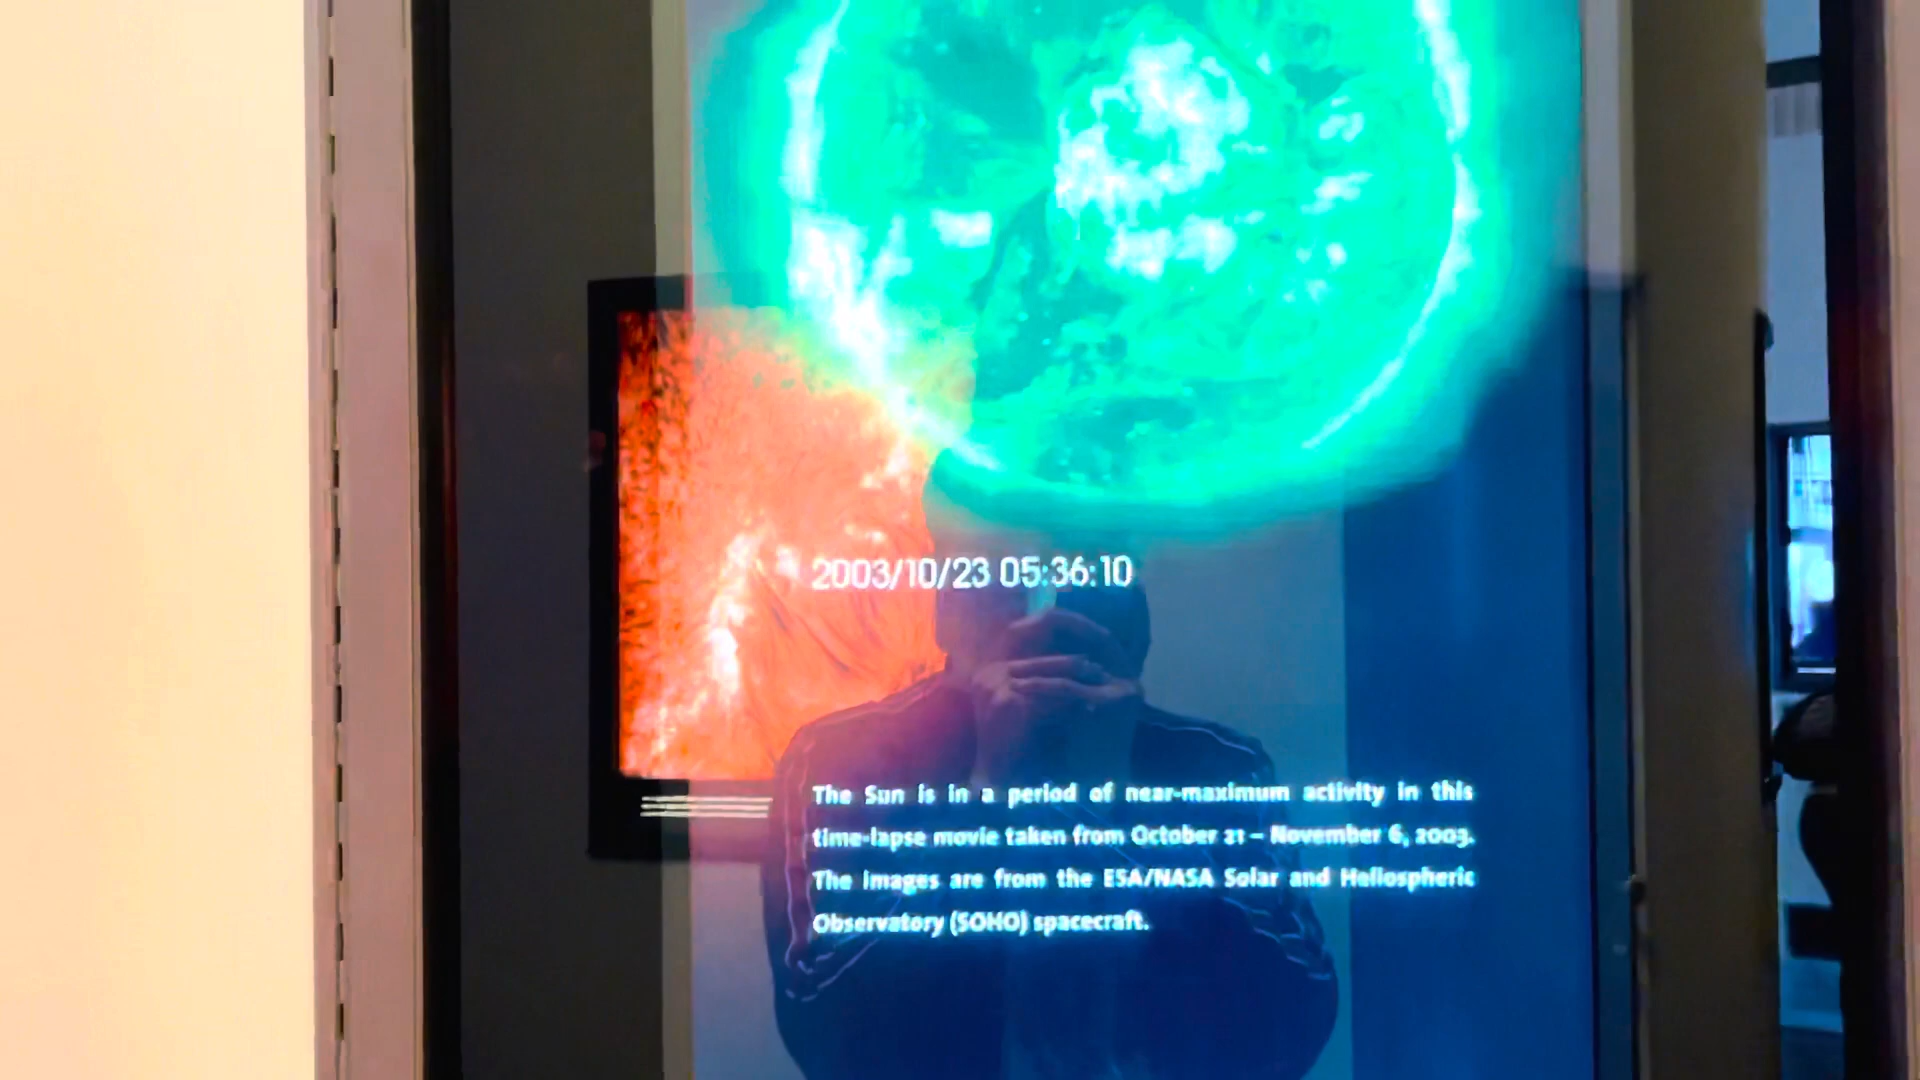 2003/10/23 05:36:10
The Sun is in a period of near-maximum activity in this
time-lapse movie taken from October 21 – November 6, 2003.
The images are from the ESA/NASA Solar and Heliospheric
Observatory (SOHO) spacecraft.